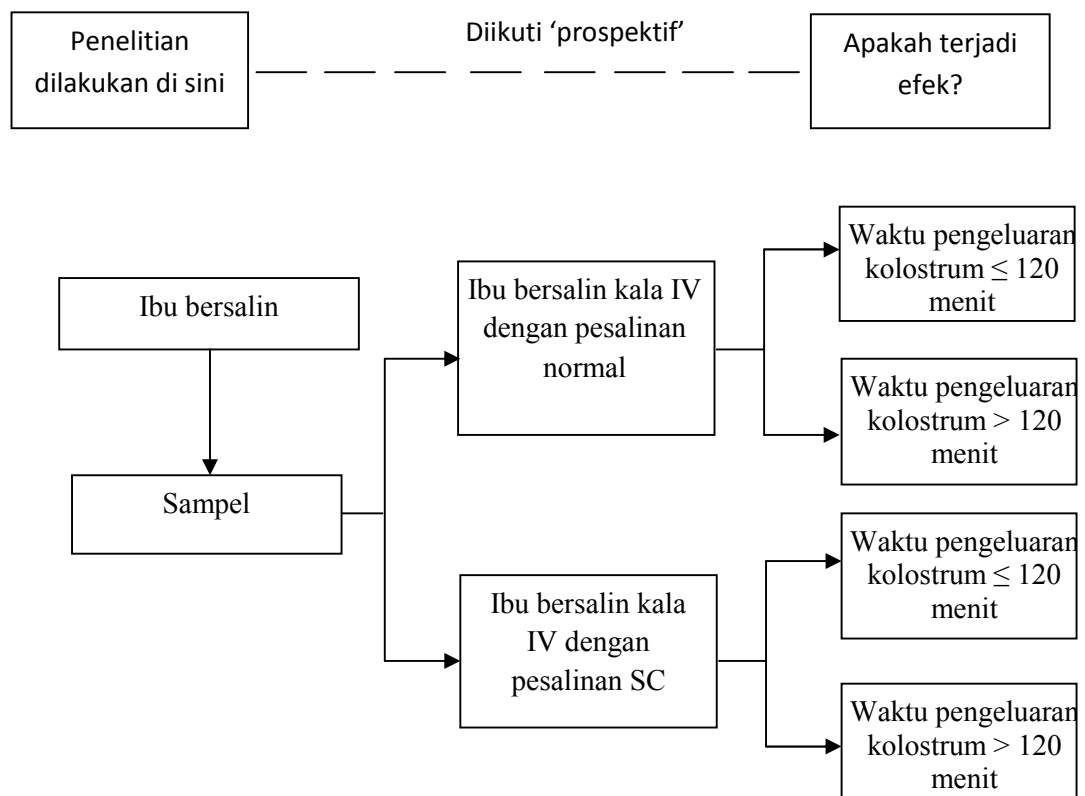 Penelitian
dilakukan di sini
Diikuti ‘prospektif’
Apakah terjadi
efek?
Ibu bersalin
Sampel
Ibu bersalin kala IV
dengan pesalinan
normal
Ibu bersalin kala
IV dengan
pesalinan SC
Waktu pengeluaran
kolostrum ≤ 120
menit
Waktu pengeluaran
kolostrum > 120
menit
Waktu pengeluaran
kolostrum ≤ 120
menit
Waktu pengeluaran
kolostrum > 120
menit